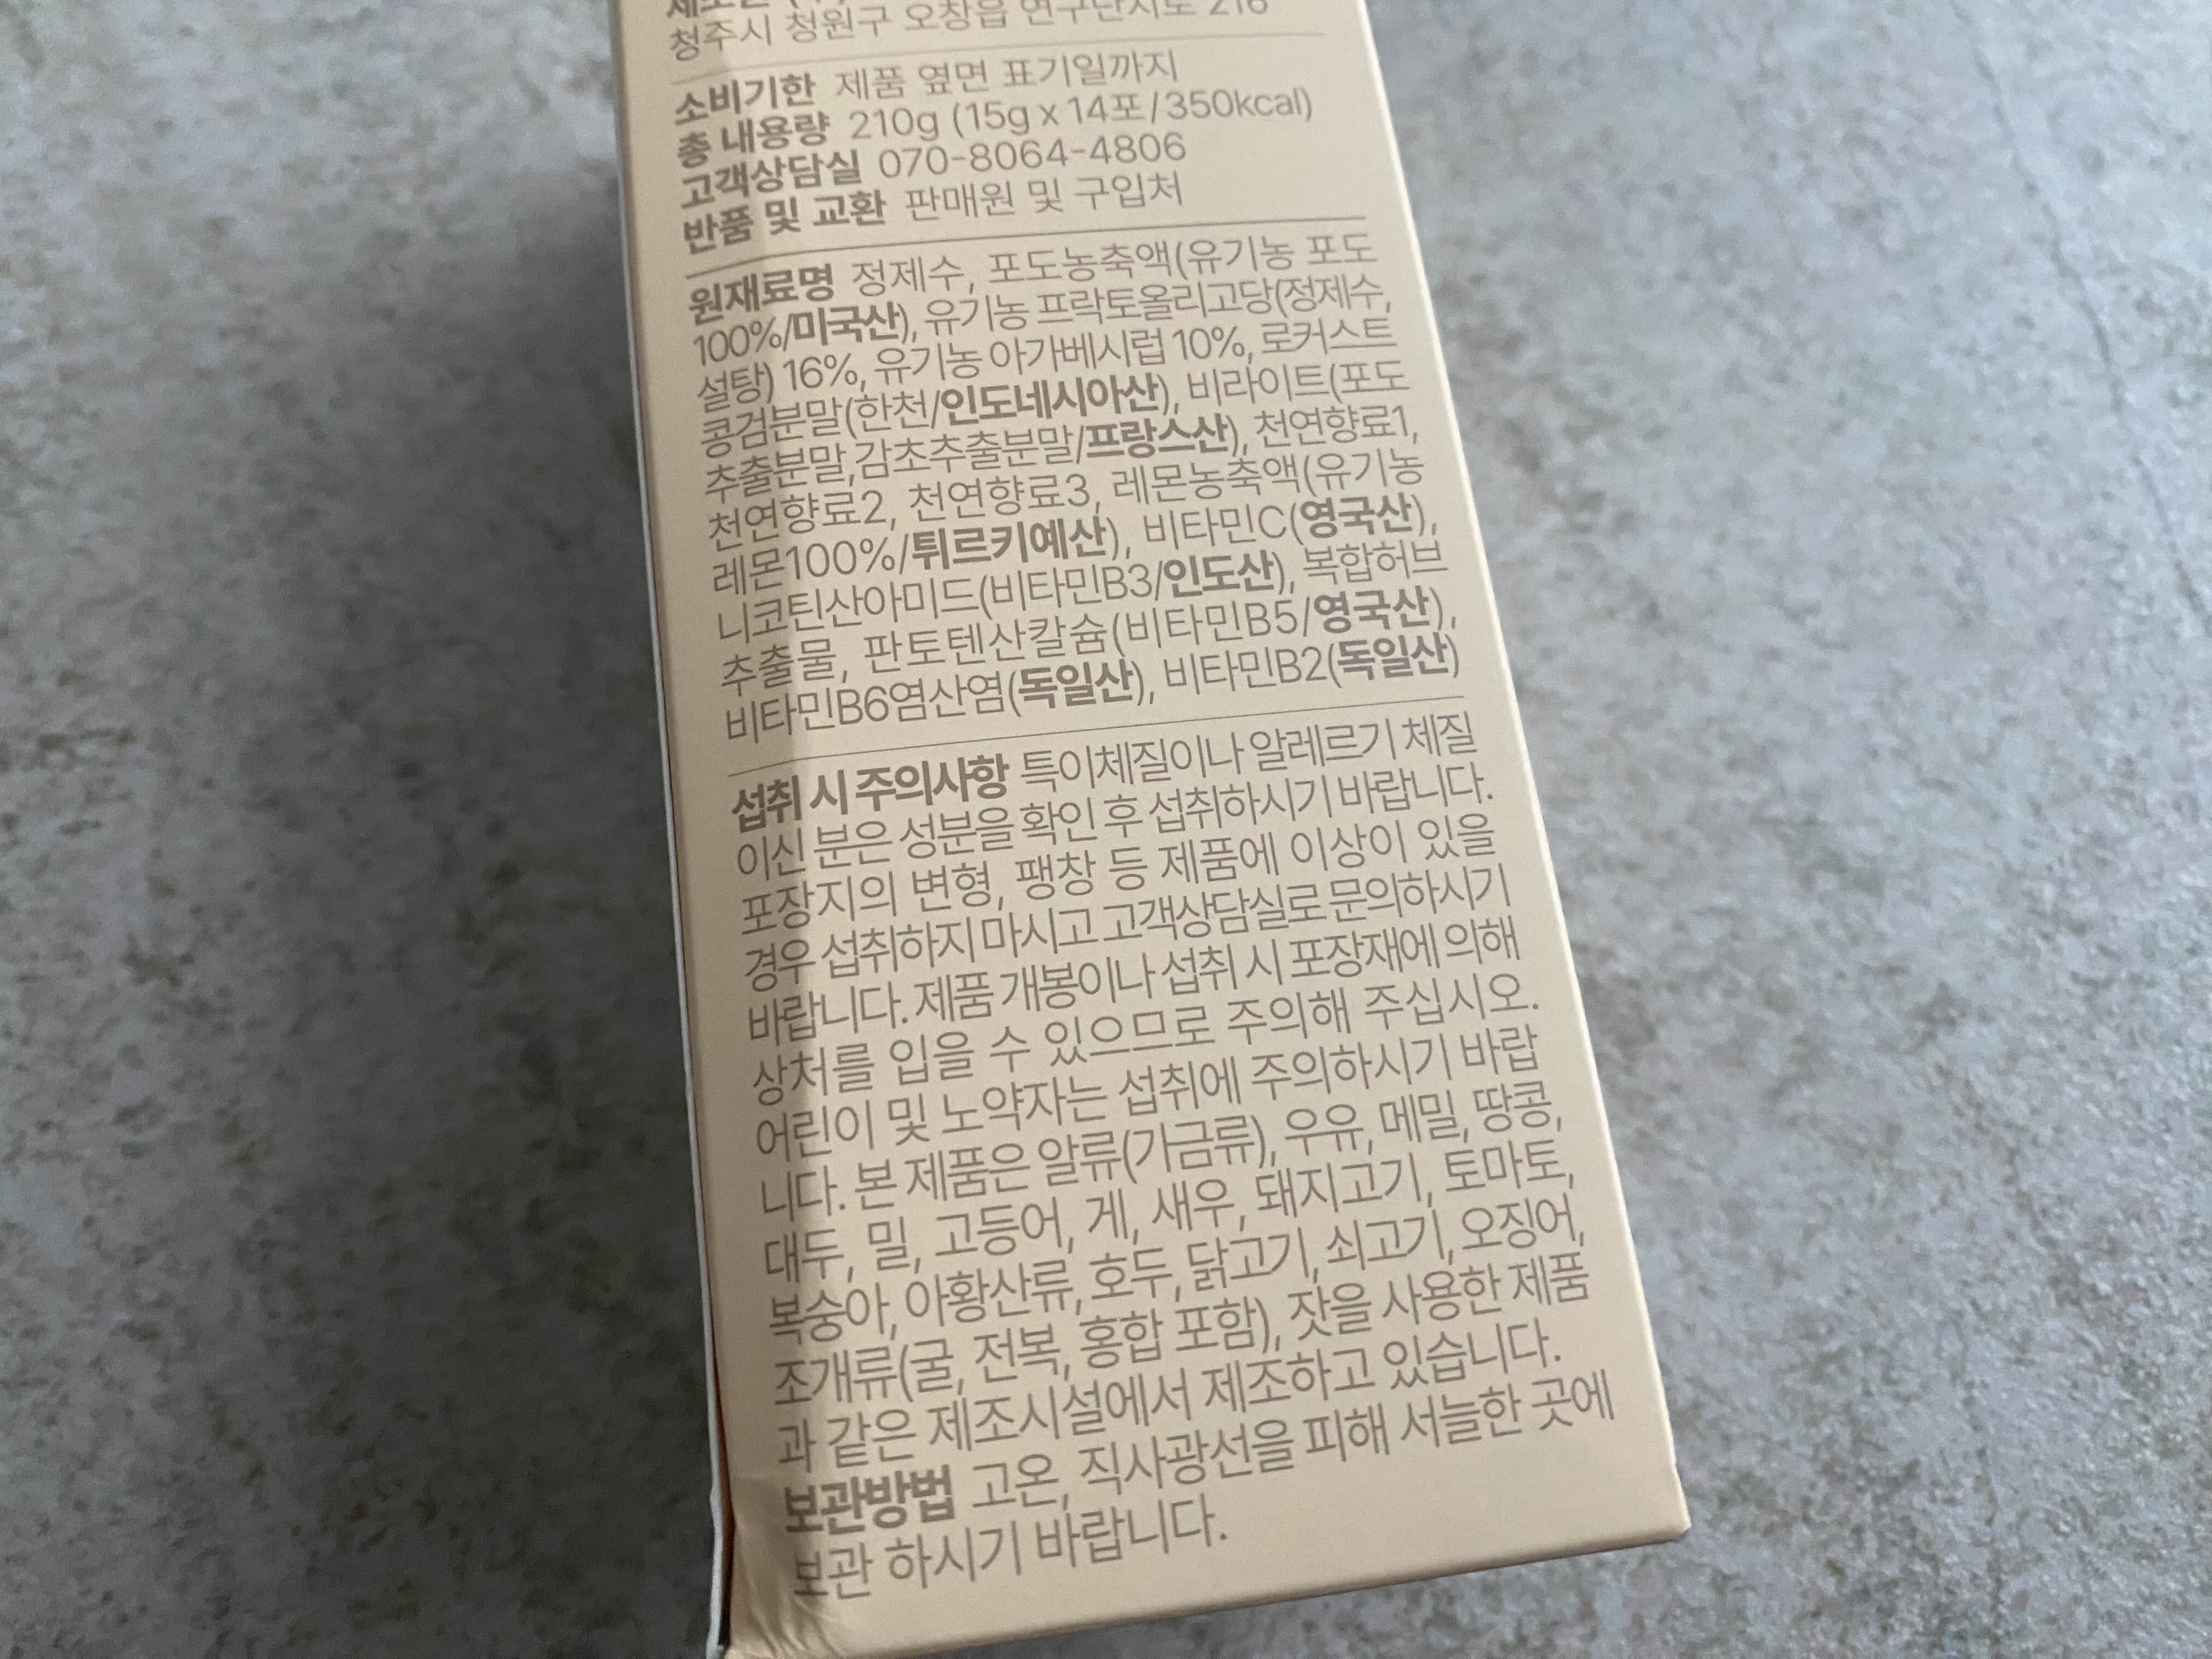 청주시 청원구 오창읍 연구단지로 216
소비기한 제품 옆면 표기일까지
총 내용량 210g (15g x 14포/350kcal)
고객상담실 070-8064-4806
반품 및 교환 판매원 및 구입처
원재료명 정제수, 포도농축액(유기농 포도
100%/미국산), 유기농 프락토올리고당(정제수,
설탕) 16%, 유기농 아가베시럽 10%, 로커스트
콩검분말(한천/인도네시아산), 비라이트(포도
추출분말,감초추출분말/프랑스산), 천연향료1,
천연향료2, 천연향료3, 레몬농축액(유기농
레몬100%/튀르키예산), 비타민C(영국산),
니코틴산아미드(비타민B3/인도산), 복합허브
추출물, 판토텐산칼슘(비타민B5/영국산),
비타민B6염산염(독일산), 비타민B2(독일산)
섭취 시 주의사항 특이체질이나 알레르기 체질
이신 분은 성분을 확인 후 섭취하시기 바랍니다.
포장지의 변형, 팽창 등 제품에 이상이 있을
경우 섭취하지 마시고 고객상담실로 문의하시기
바랍니다. 제품 개봉이나 섭취 시 포장재에 의해
상처를 입을 수 있으므로 주의해 주십시오.
어린이 및 노약자는 섭취에 주의하시기 바랍
니다. 본 제품은 알류(가금류), 우유, 메밀, 땅콩,
대두, 밀, 고등어, 게, 새우, 돼지고기, 토마토,
복숭아, 아황산류, 호두, 닭고기, 쇠고기, 오징어,
조개류(굴, 전복, 홍합 포함), 잣을 사용한 제품
과 같은 제조시설에서 제조하고 있습니다.
보관방법 고온, 직사광선을 피해 서늘한 곳에
보관 하시기 바랍니다.